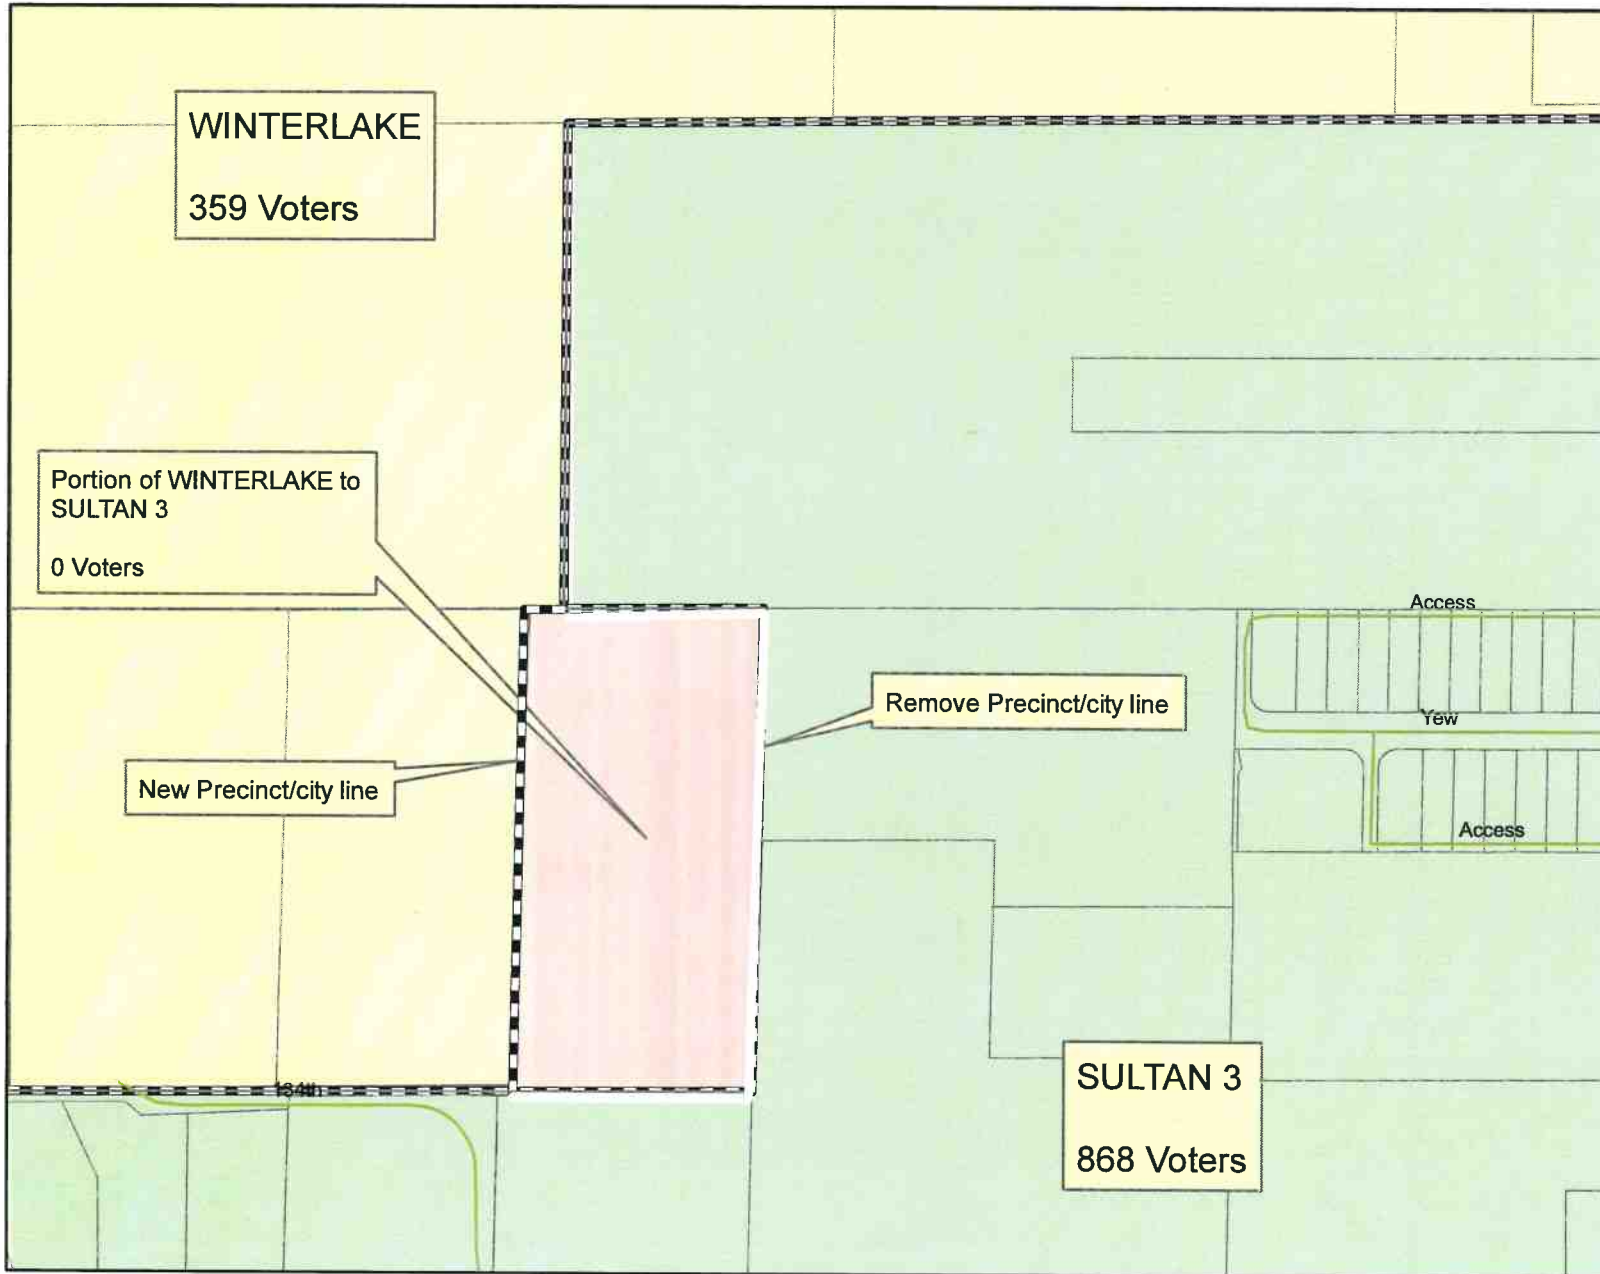 WINTERLAKE
359 Voters
Portion of WINTERLAKE to
SULTAN 3
0 Voters
Access
Remove Precinct/city line
Yew
New Precinct/city line
Access
134th
SULTAN 3
868 Voters